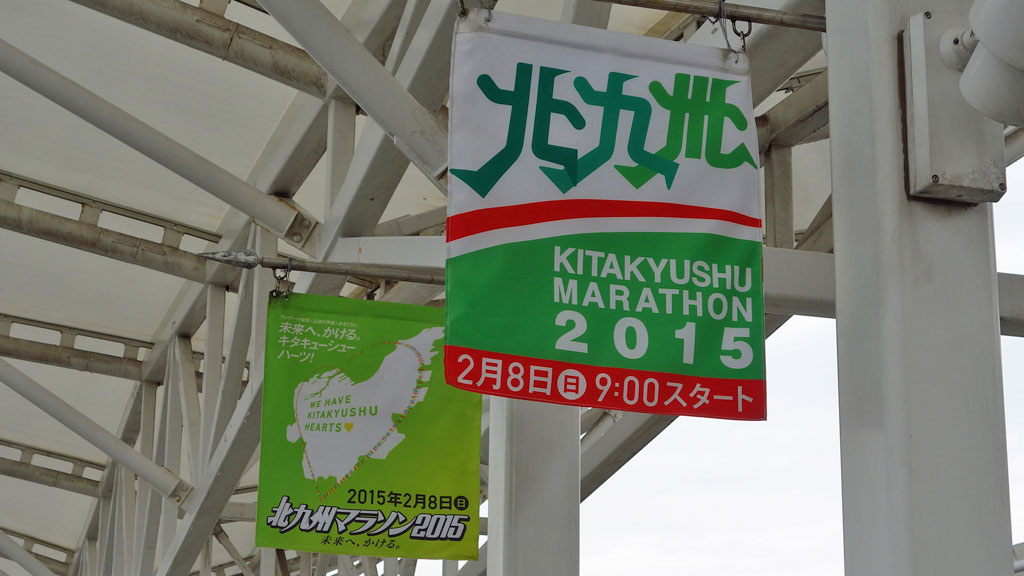 北九州
KITAKYUSHU
MARATHON
2015
2月8日日 9:00スタート
未来へ、かける。
キタキューシュー
ハーツ!
WE HAVE
KITAKYUSHU
HEARTS
2015年2月8日日
北九州マラソン2015
未来へ、かける。